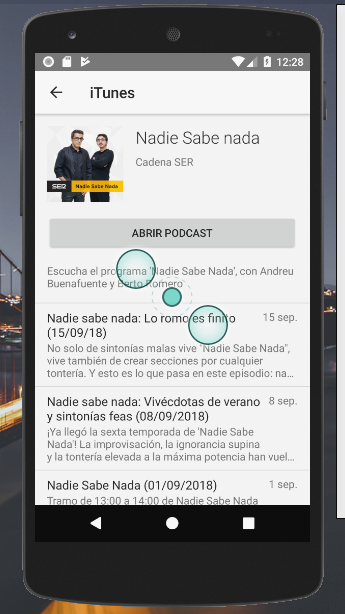 12:28
iTunes
Nadie Sabe nada
Cadena SER
SER Nadie Sabe Nada
ABRIR PODCAST
Escucha el programa 'Nadie Sabe Nada', con Andreu
Buenafuente y Berto Romero
Nadie sabe nada: Lo romo es finito 15 sep.
(15/09/18)
No solo de sintonías malas vive "Nadie Sabe Nada",
vive también de crear secciones por cualquier
tontería. Y esto es lo que pasa en este episodio: na...
Nadie sabe nada: Vivécdotas de verano 8 sep.
y sintonías feas (08/09/2018)
¡Ya llegó la sexta temporada de 'Nadie Sabe
Nada'! La improvisación, la ignorancia supina
y la tontería elevada a la máxima potencia han vuel...
Nadie Sabe Nada (01/09/2018) 1 sep.
Tramo de 13:00 a 14:00 de Nadie Sabe Nada